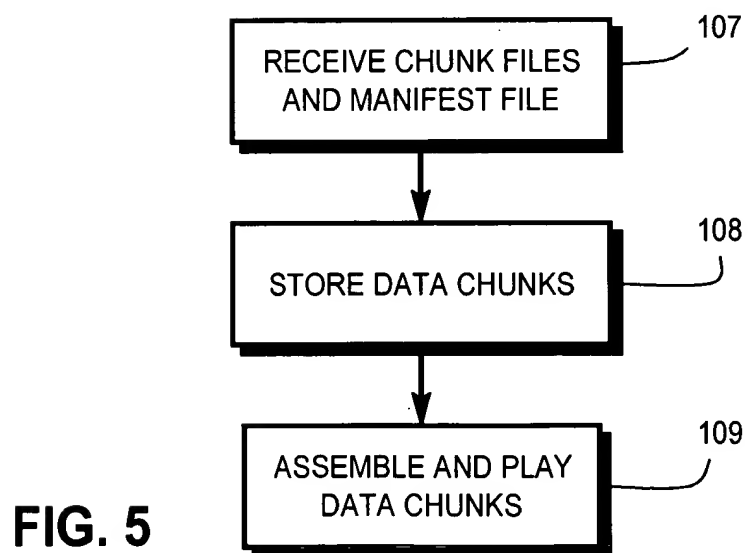 107
RECEIVE CHUNK FILES
AND MANIFEST FILE
108
STORE DATA CHUNKS
109
ASSEMBLE AND PLAY
DATA CHUNKS
FIG. 5